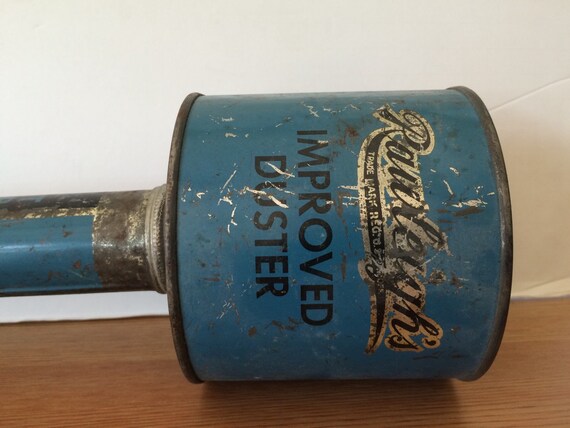 Rawleigh's
TRADE MARK REG.
IMPROVED
DUSTER